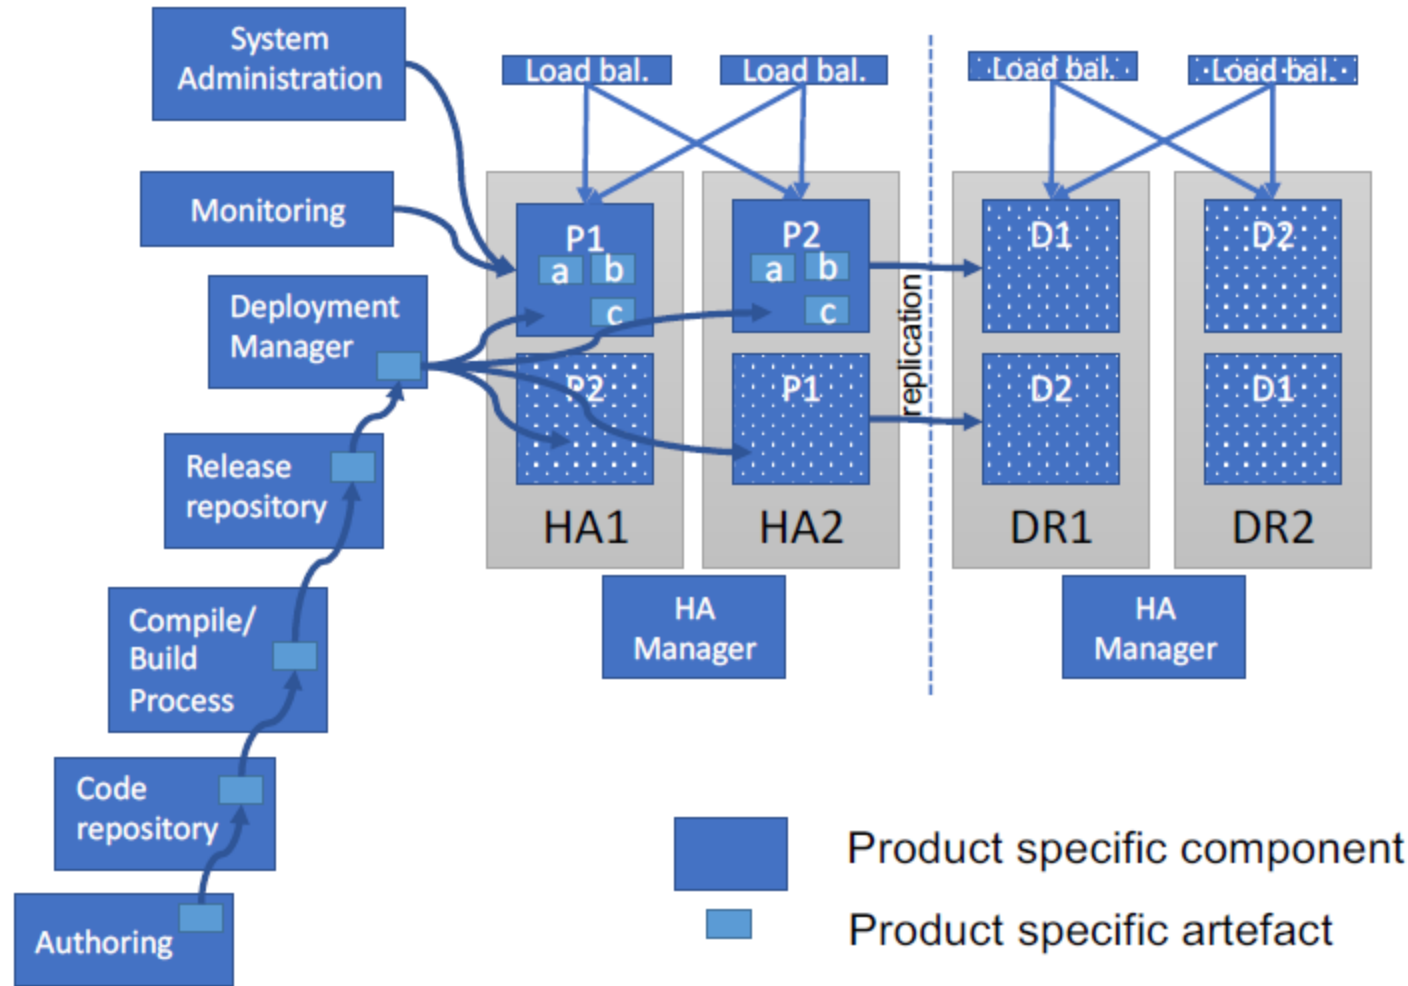 System
Administration
Load bal.
Load bal.
Load bal.
Load bal.
Monitoring
P1
a b
c
P2
a b
c
D1
D2
Deployment
Manager
replication
P2
P1
D2
D1
Release
repository
HA1
HA2
DR1
DR2
HA
Manager
HA
Manager
Compile/
Build
Process
Code
repository
Authoring
Product specific component
Product specific artefact